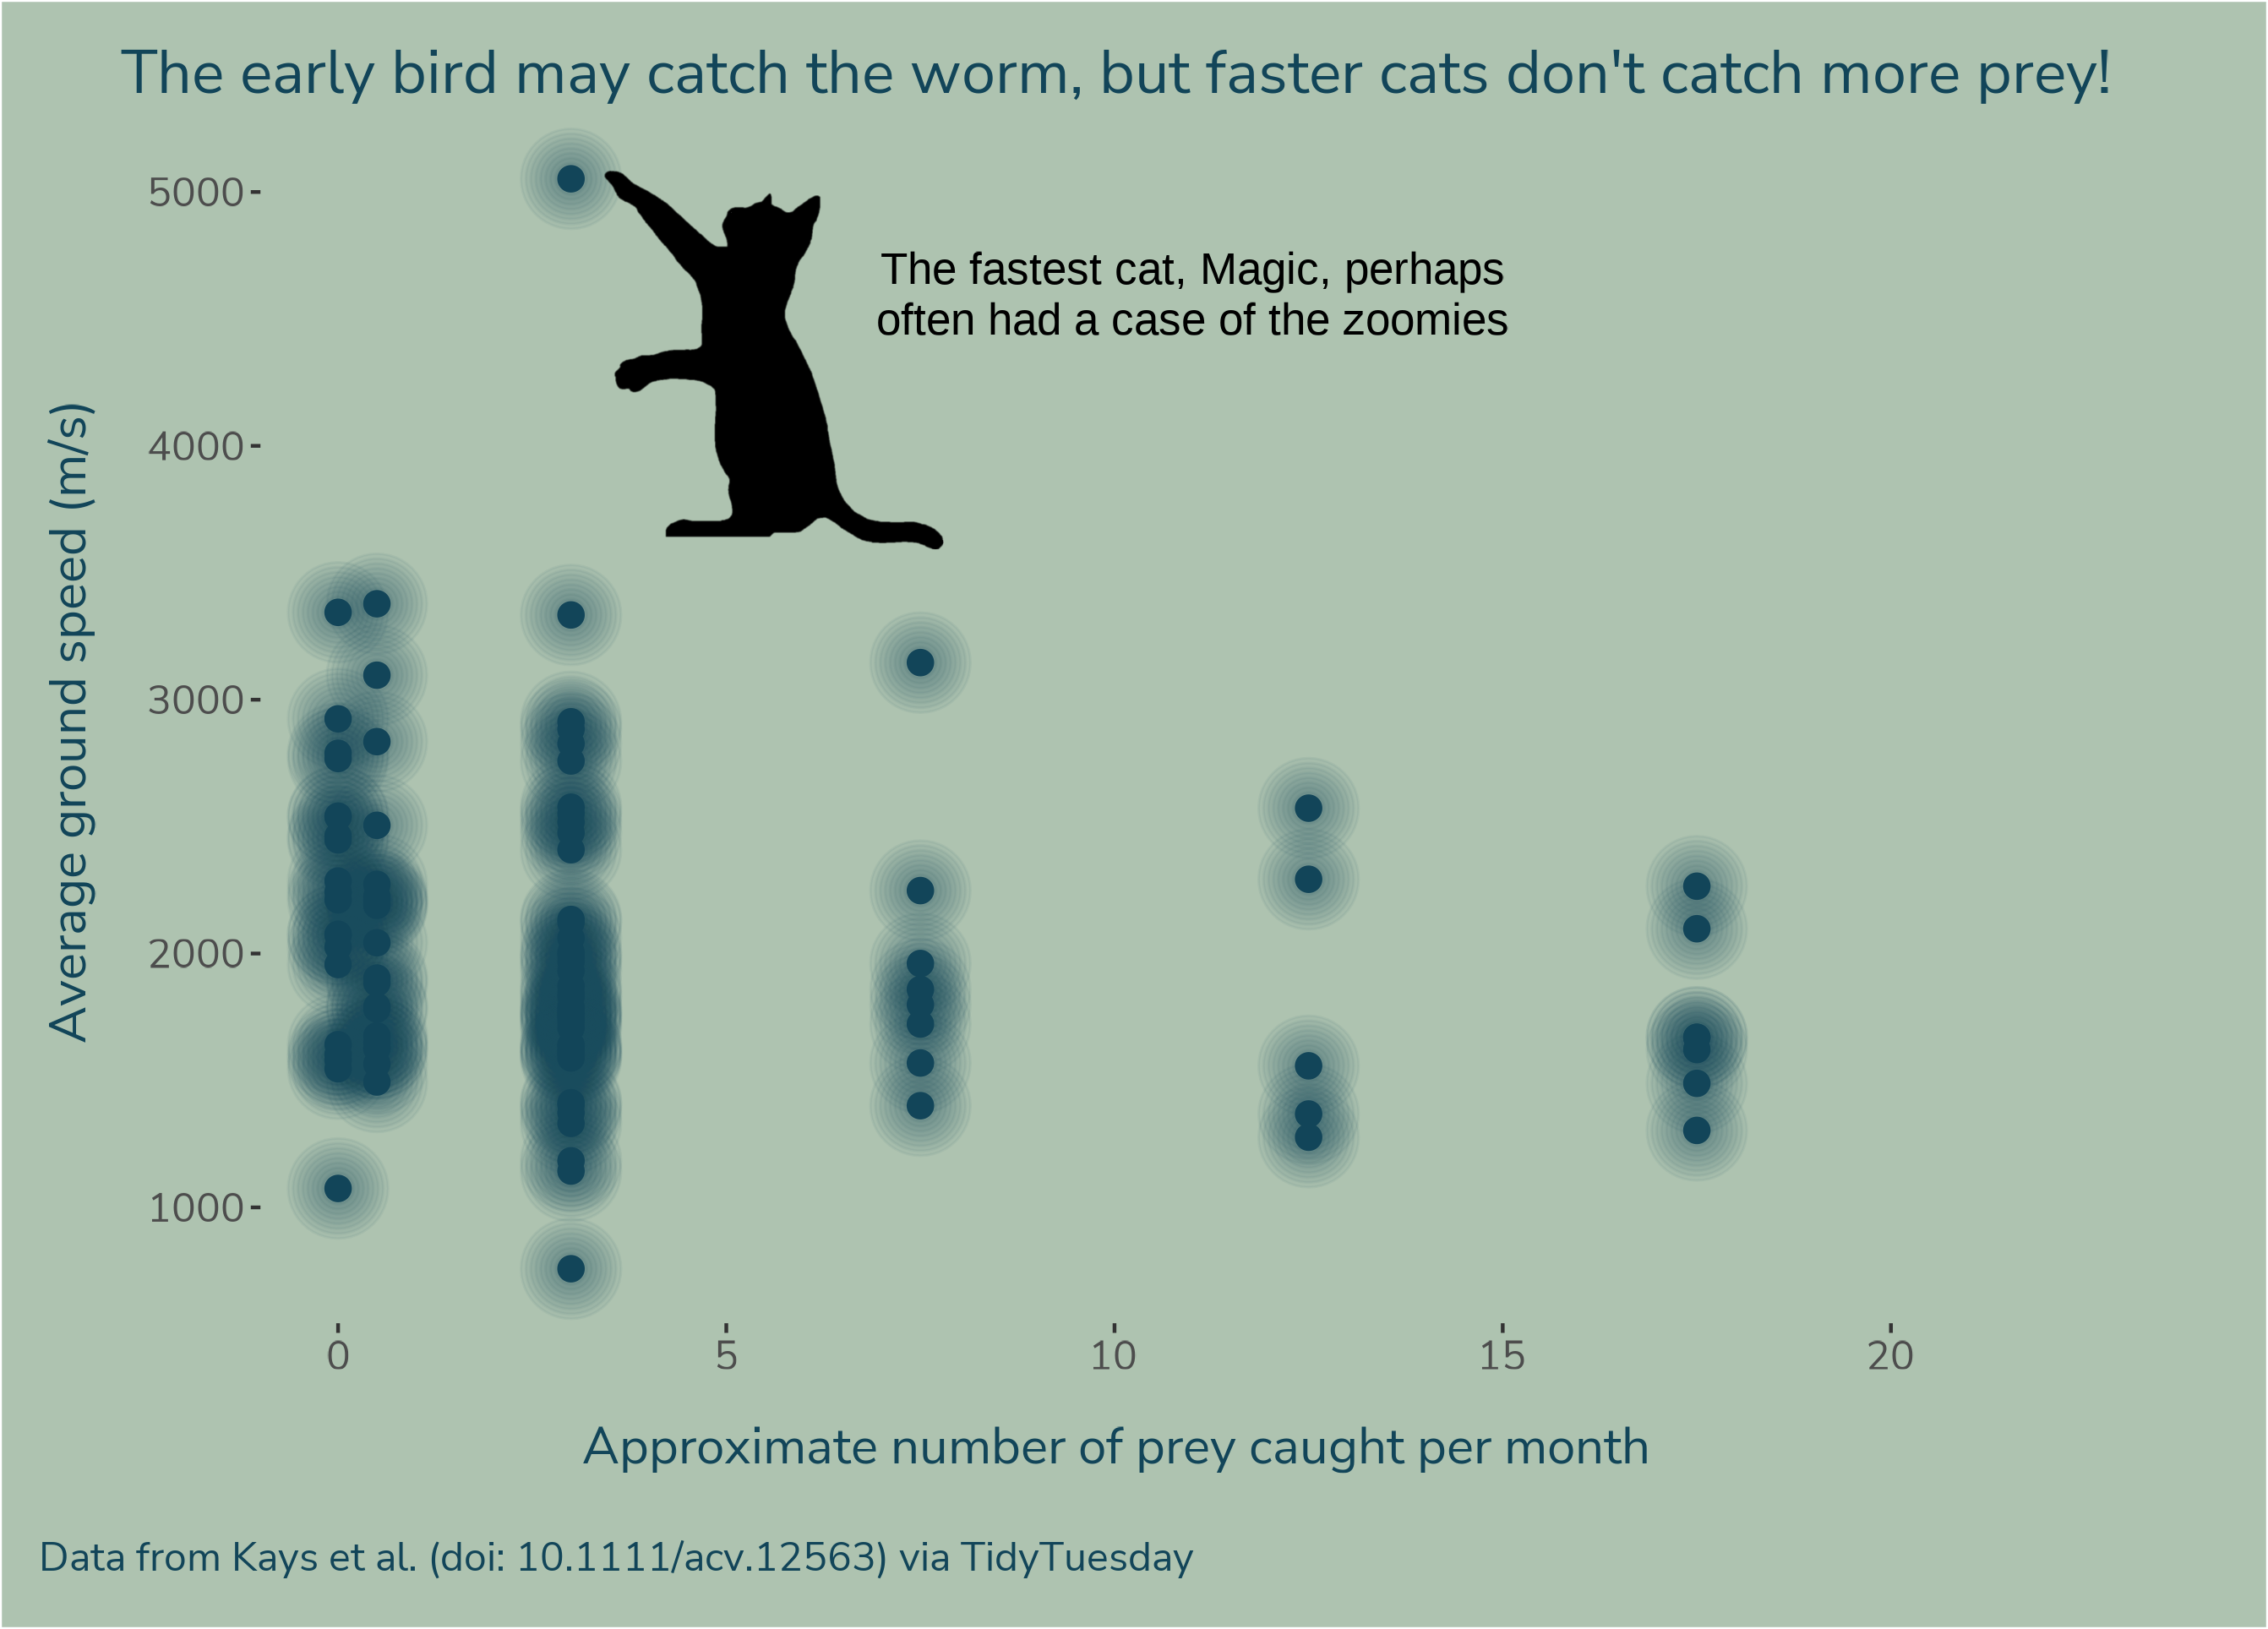 The early bird may catch the worm, but faster cats don't catch more prey!
5000
The fastest cat, Magic, perhaps
often had a case of the zoomies
4000
3000
2000
1000
Average ground speed (m/s)
0
5
10
15
20
Approximate number of prey caught per month
Data from Kays et al. (doi: 10.1111/acv.12563) via TidyTuesday